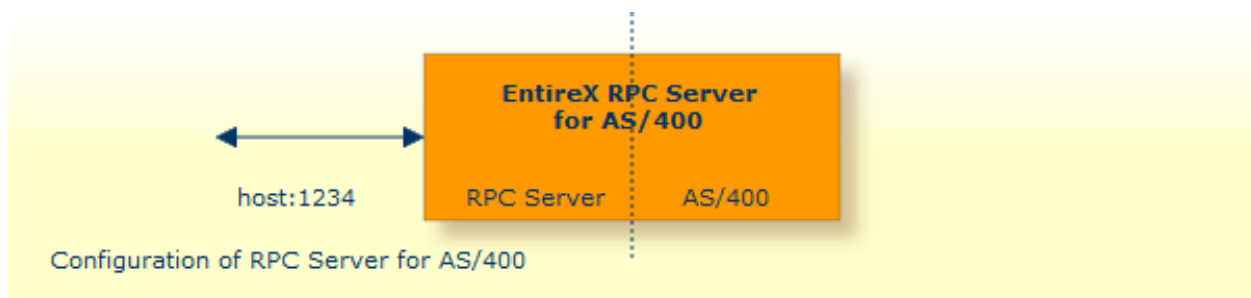 EntireX RPC Server
for AS/400
host:1234
RPC Server
AS/400
Configuration of RPC Server for AS/400